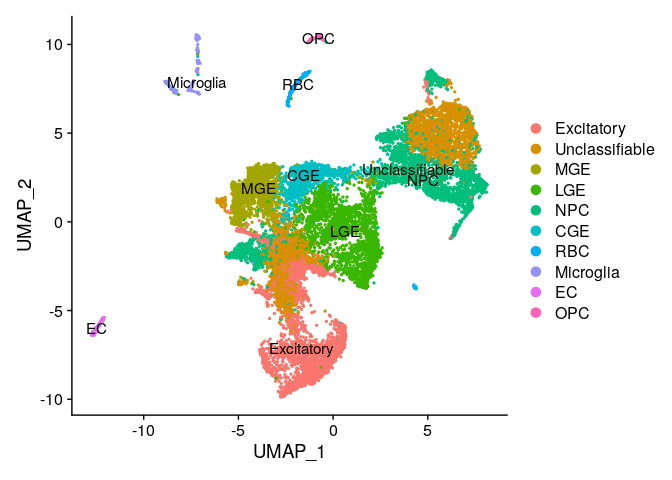 OPC
RBC
Microglia
Unclassifiable
NPC
CGE
MGE
LGE
EC
Excitatory
10
5
0
-5
-10
-10
-5
0
5
UMAP_1
UMAP_2
Excitatory
Unclassifiable
MGE
LGE
NPC
CGE
RBC
Microglia
EC
OPC